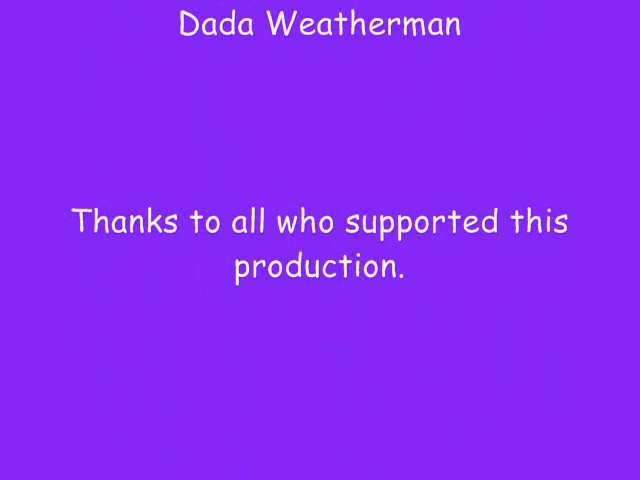 Dada Weatherman
Thanks to all who supported this
production.